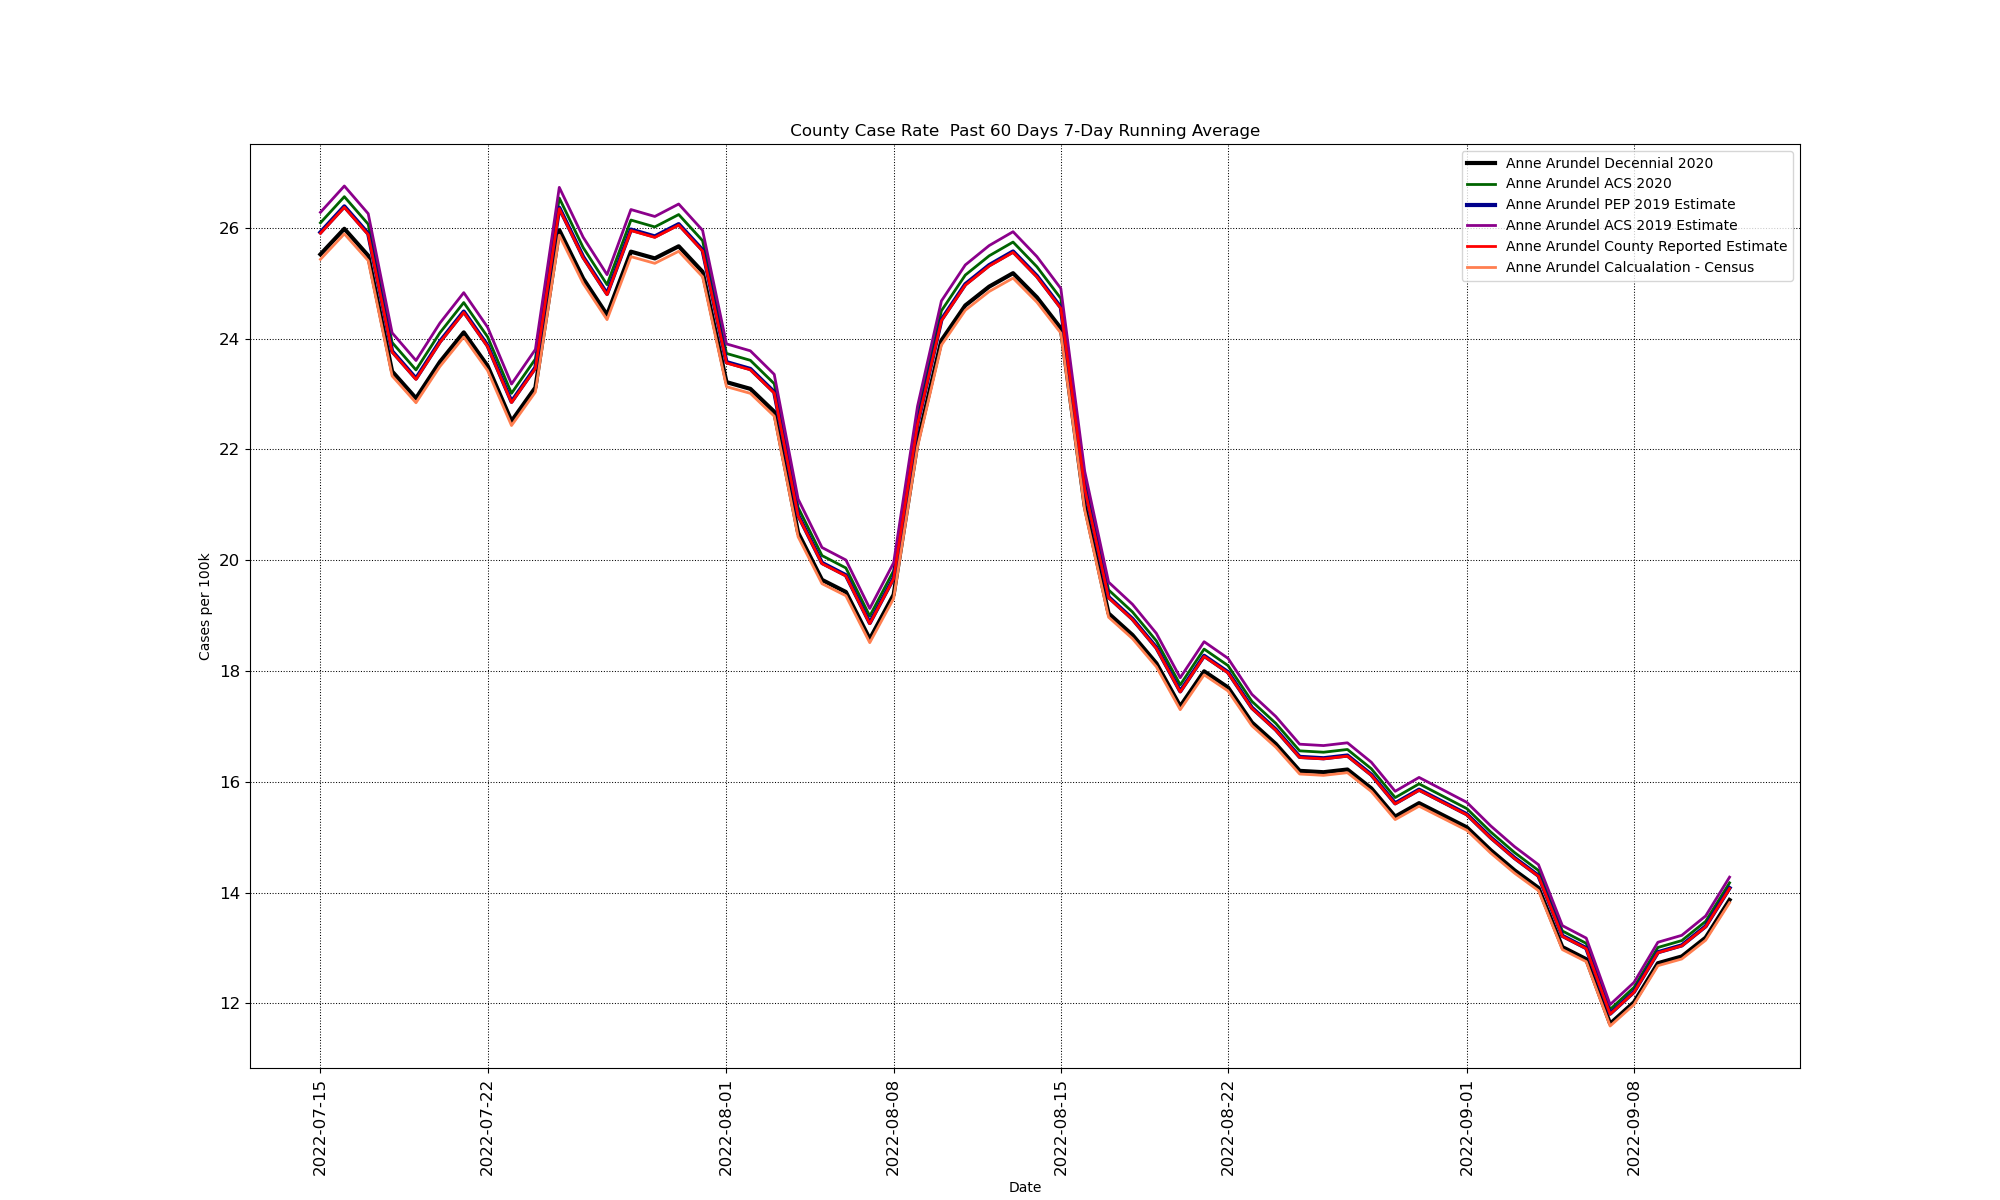 County Case Rate  Past 60 Days 7-Day Running Average
Anne Arundel Decennial 2020
Anne Arundel ACS 2020
Anne Arundel PEP 2019 Estimate
Anne Arundel ACS 2019 Estimate
Anne Arundel County Reported Estimate
Anne Arundel Calcualation - Census
26
24
22
20
18
16
14
12
Cases per 100k
2022-07-15
2022-07-22
2022-08-01
2022-08-08
2022-08-15
2022-08-22
2022-09-01
2022-09-08
Date